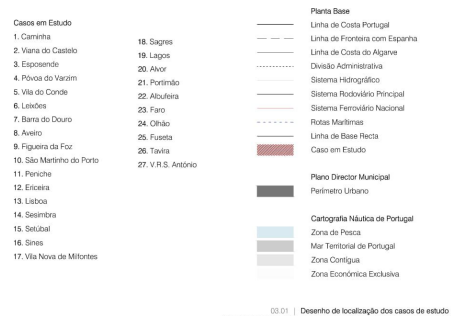 Casos em Estudo
1. Caminha
2. Viana do Castelo
3. Esposende
4. Póvoa do Varzim
5. Vila do Conde
6. Leixões
7. Barra do Douro
8. Aveiro
9. Figueira da Foz
10. São Martinho do Porto
11. Peniche
12. Ericeira
13. Lisboa
14. Sesimbra
15. Setúbal
16. Sines
17. Vila Nova de Milfontes
18. Sagres
19. Lagos
20. Alvor
21. Portimão
22. Albufeira
23. Faro
24. Olhão
25. Fuseta
26. Tavira
27. V.R.S. António
Planta Base
Linha de Costa Portugal
Linha de Fronteira com Espanha
Linha de Costa do Algarve
Divisão Administrativa
Sistema Hidrográfico
Sistema Rodoviário Principal
Sistema Ferroviário Nacional
Rotas Marítimas
Linha de Base Recta
Caso em Estudo
Plano Director Municipal
Perímetro Urbano
Cartografia Náutica de Portugal
Zona de Pesca
Mar Territorial de Portugal
Zona Contígua
Zona Económica Exclusiva
03.01 | Desenho de localização dos casos de estudo